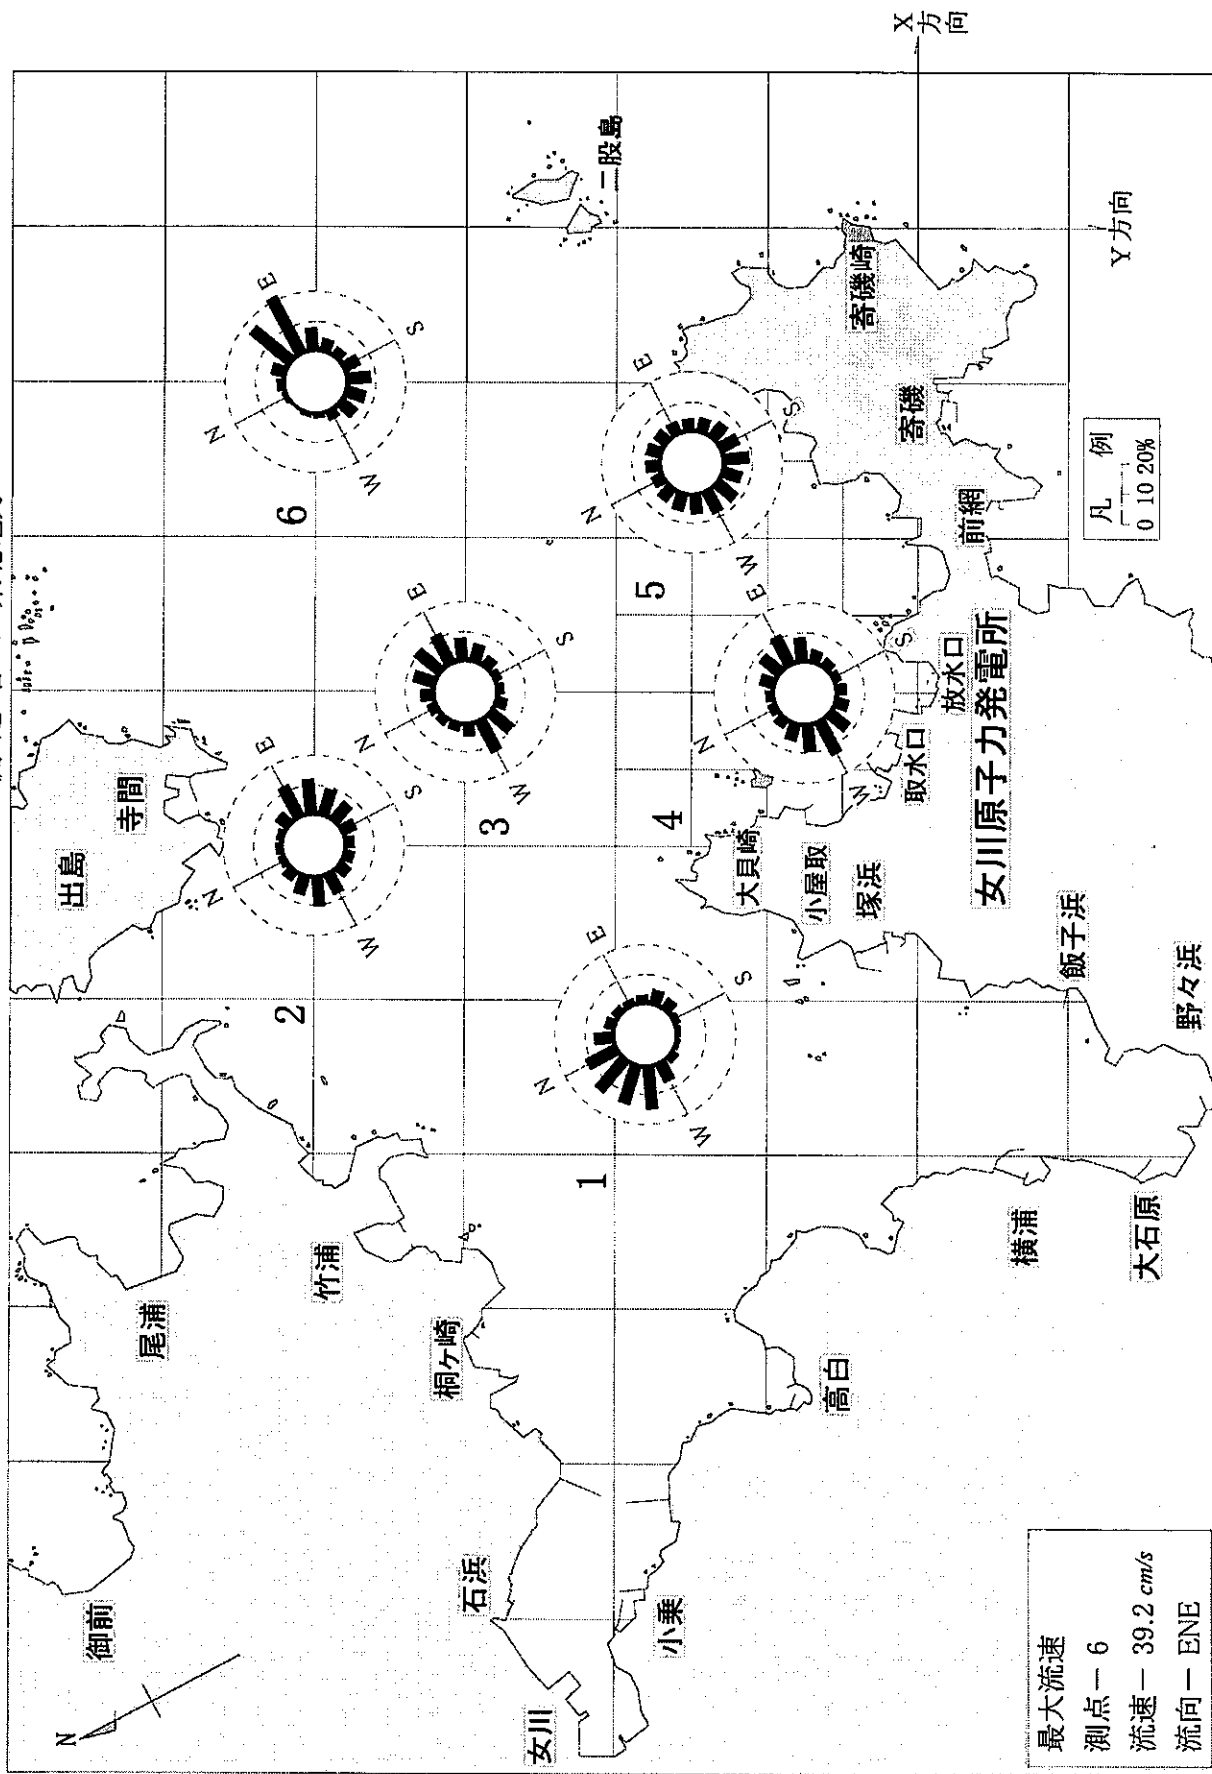 N
御前
尾浦
竹浦
桐ヶ崎
石浜
女川
小乗
高白
横浦
大石原
野々浜
飯子浜
塚浜
小屋取
大貝崎
取水口
放水口
女川原子力発電所
前網
寄磯
寄磯崎
二股島
出島
寺間
1
N
E
S
W
2
N
E
S
W
3
N
E
S
W
4
N
E
S
W
5
N
E
S
W
6
N
E
S
W
X
方
向
Y方向
凡 例
0 10 20%
最大流速
測点－6
流速－39.2 cm/s
流向－ENE